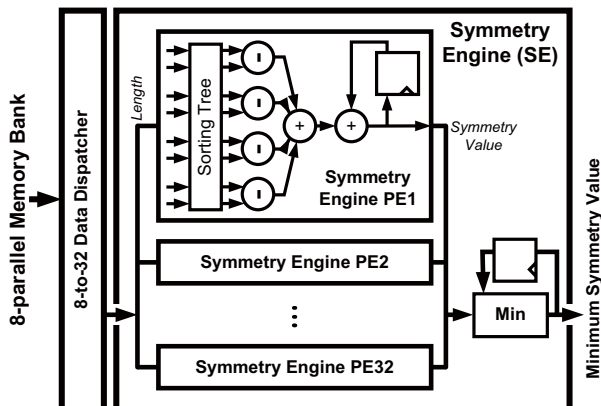 8-parallel Memory Bank
8-to-32 Data Dispatcher
Symmetry
Engine (SE)
Length
Sorting Tree
-
-
-
-
+
+
Symmetry
Value
Symmetry
Engine PE1
Symmetry Engine PE2
...
Symmetry Engine PE32
Min
Minimum Symmetry Value